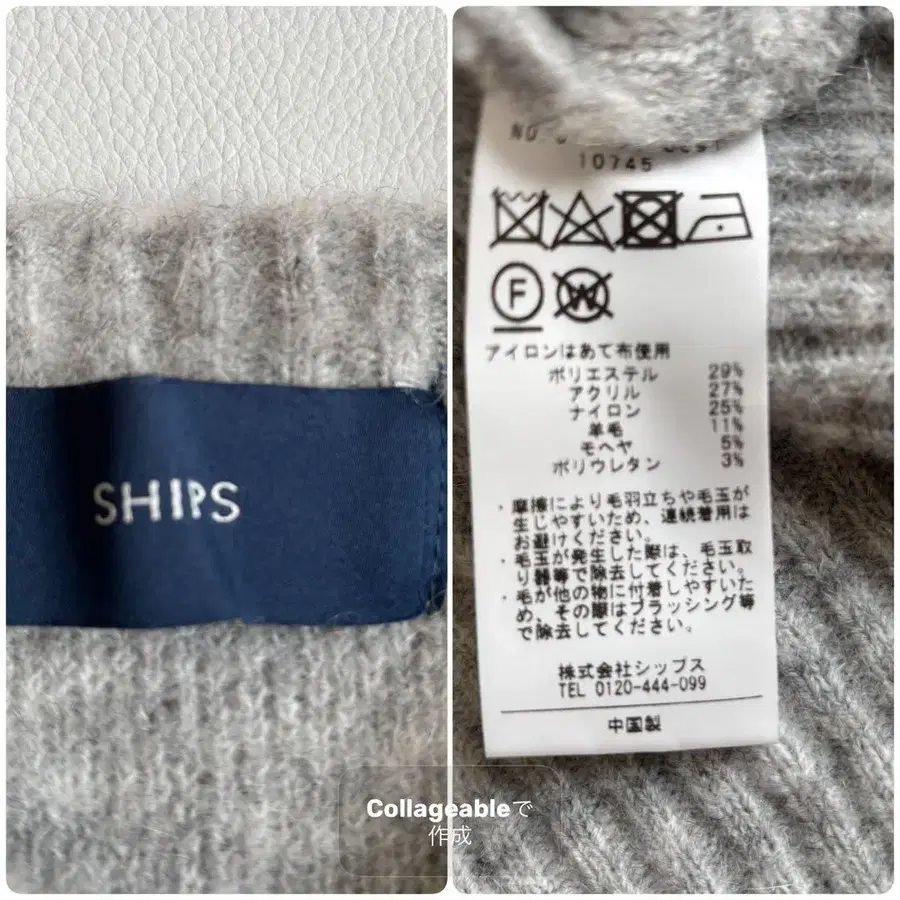 SHIPS
10745
F
W
アイロンはあて布使用
ポリエステル 29%
アクリル 27%
ナイロン 25%
羊毛 11%
モヘヤ 5%
ポリウレタン 3%
・摩擦により毛羽立ちや毛玉が
生じやすいため、連続着用は
お避けください。
・毛玉が発生した際は、毛玉取
り器等で除去してください。
・毛が他の物に付着しやすいた
め、その際はブラッシング等
で除去してください。
株式会社シップス
TEL 0120-444-099
中国製
Collageableで
作成